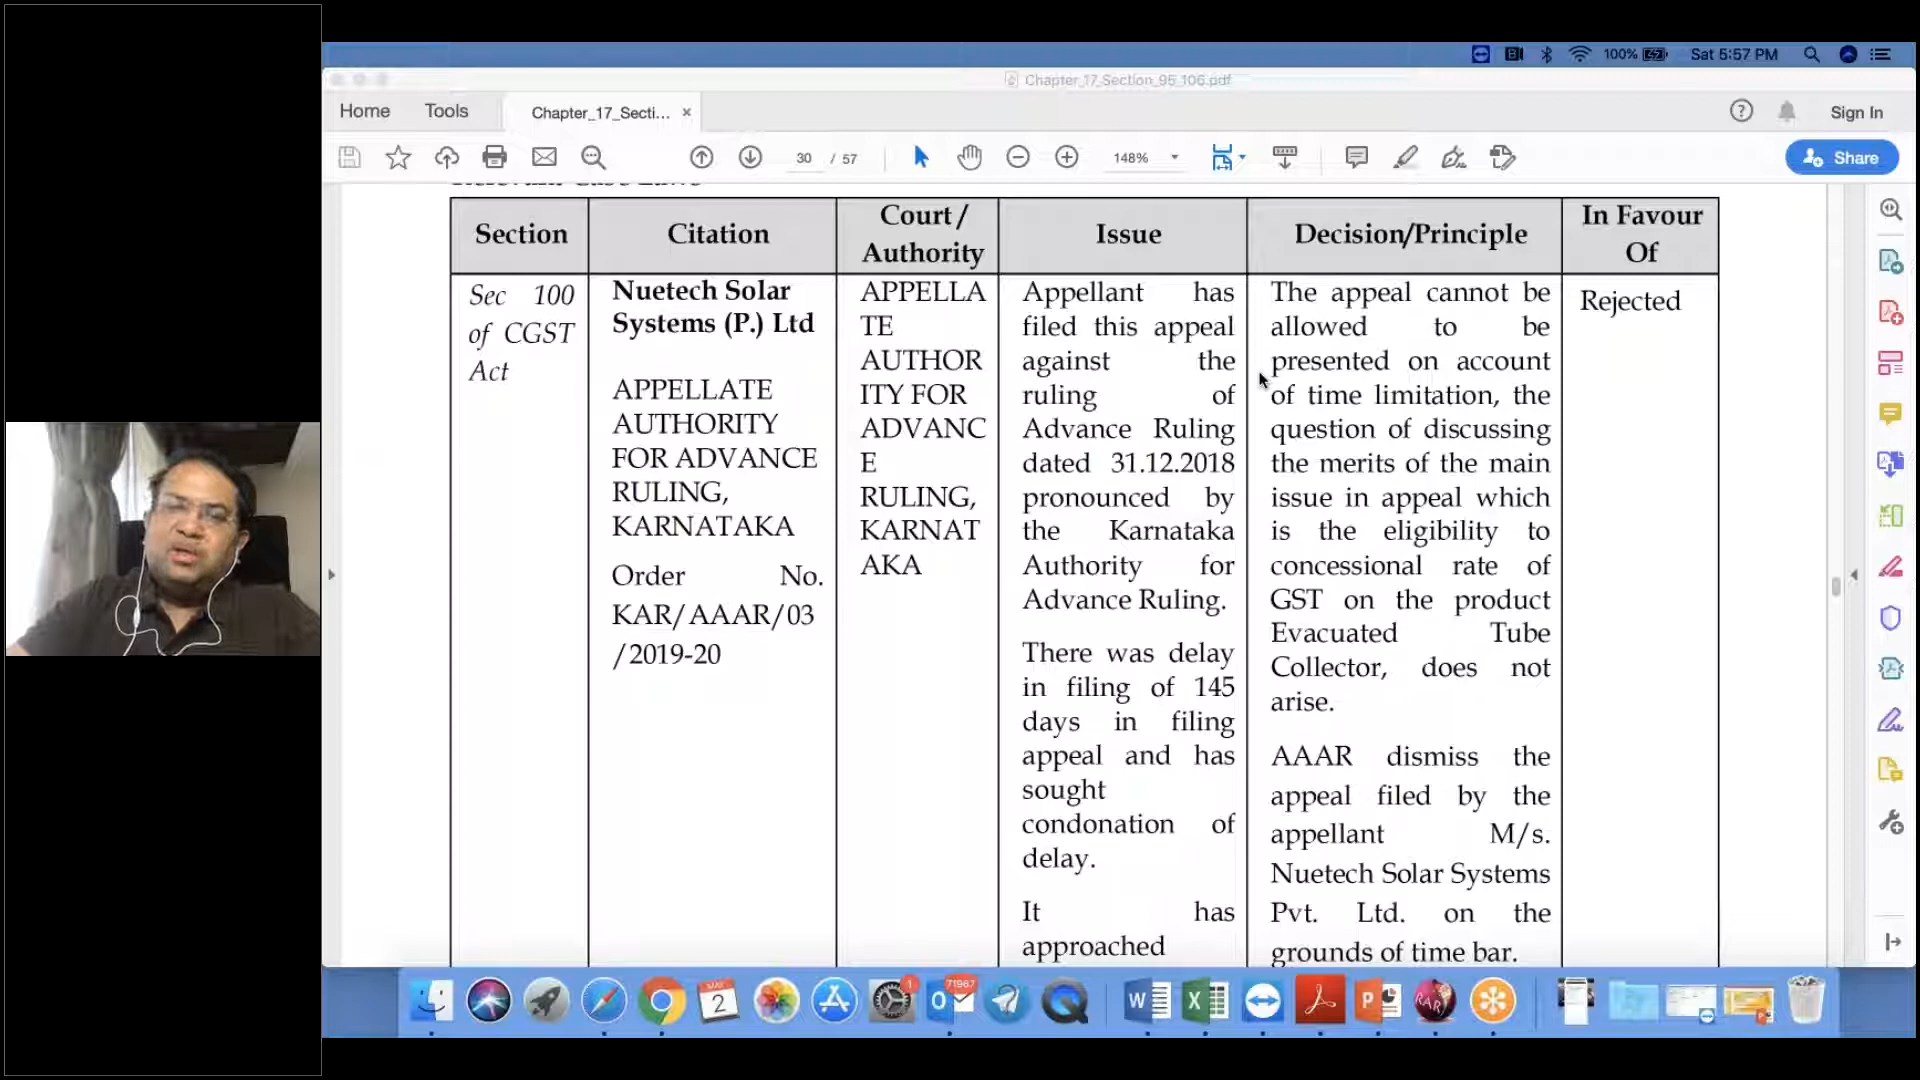 100% Sat 5:57 PM
Chapter_17_Section_95_106.pdf
Home Tools Chapter_17_Secti... × Sign In
30 / 57 148% Share
Relevant Case Laws
Section Citation Court / Authority Issue Decision/Principle In Favour Of
Sec 100
of CGST
Act
Nuetech Solar
Systems (P.) Ltd
APPELLATE
AUTHORITY
FOR ADVANCE
RULING,
KARNATAKA
Order No.
KAR/AAAR/03
/2019-20
APPELLA
TE
AUTHOR
ITY FOR
ADVANC
E
RULING,
KARNAT
AKA
Appellant has
filed this appeal
against the
ruling of
Advance Ruling
dated 31.12.2018
pronounced by
the Karnataka
Authority for
Advance Ruling.
There was delay
in filing of 145
days in filing
appeal and has
sought
condonation of
delay.
It has
approached
The appeal cannot be
allowed to be
presented on account
of time limitation, the
question of discussing
the merits of the main
issue in appeal which
is the eligibility to
concessional rate of
GST on the product
Evacuated Tube
Collector, does not
arise.
AAAR dismiss the
appeal filed by the
appellant M/s.
Nuetech Solar Systems
Pvt. Ltd. on the
grounds of time bar.
Rejected
MAY
2
1
71967
RAR